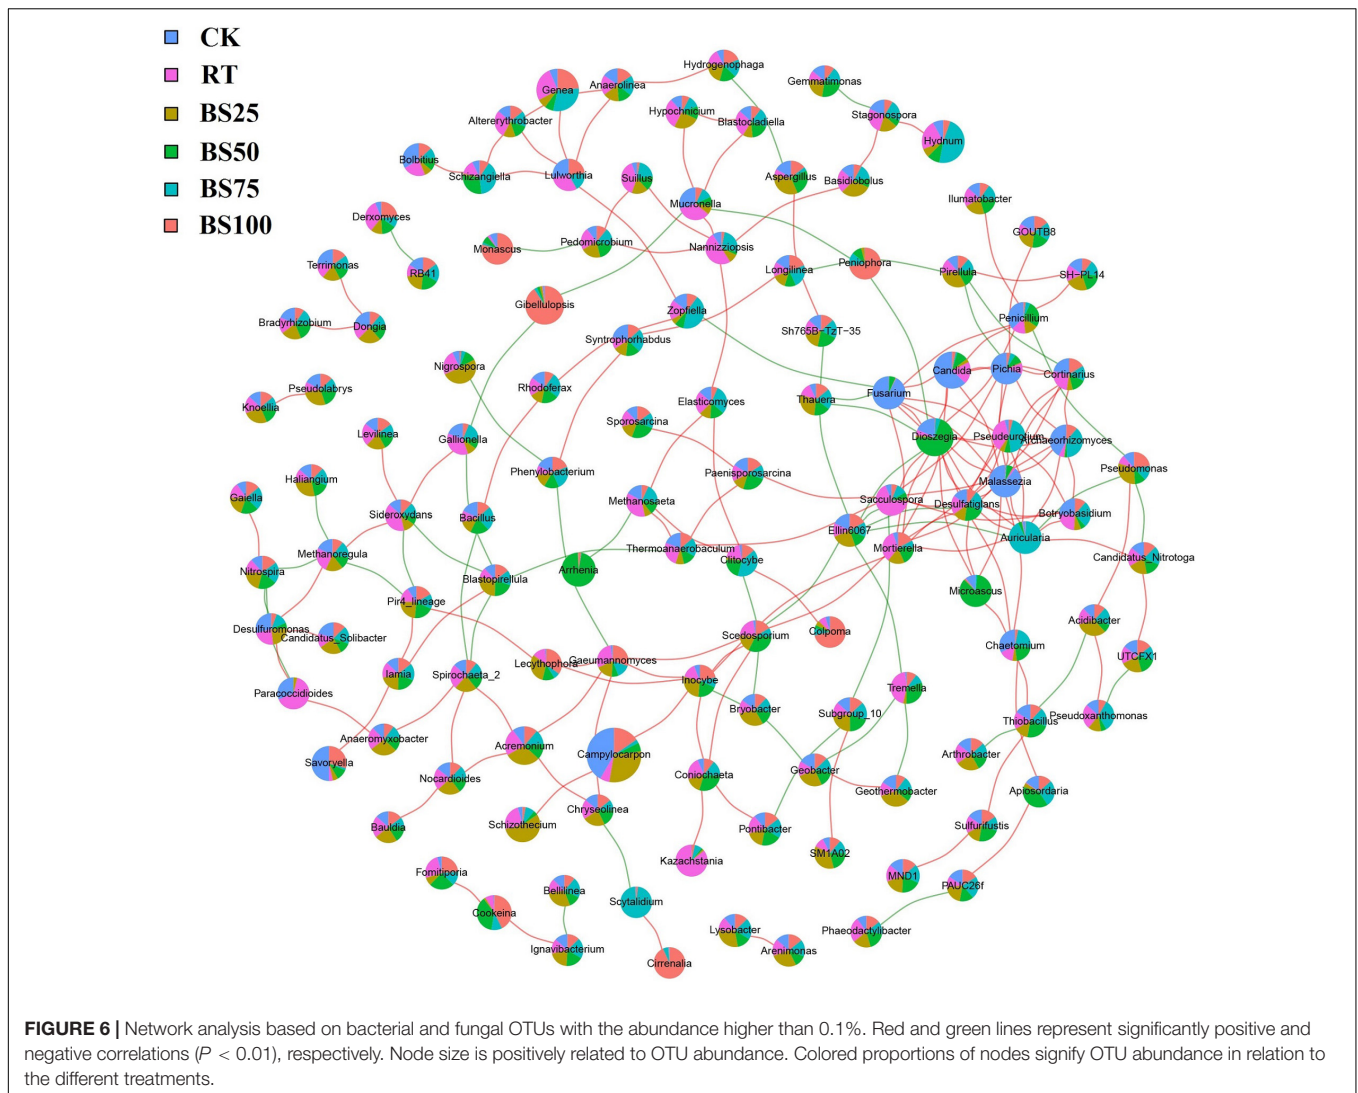 CK
RT
BS25
BS50
BS75
BS100
Hydrogenophaga
Genea
Anaerolinea
Gemmatimonas
Hypochnicium
Altererythrobacter
Blastocladiella
Stagonospora
Hydnum
Bolbitius
Schizangiella
Lulworthia
Suillus
Aspergillus
Basidiobolus
Mucronella
Ilumatobacter
Derxomyces
GOUTB8
Monascus
Pedomicrobium
Nannizziopsis
Terrimonas
RB41
Longilinea
Peniophora
Pirellula
SH-PL14
Gibellulopsis
Zopfiella
Penicillium
Bradyrhizobium
Dongia
Syntrophorhabdus
Sh765B-TzT-35
Nigrospora
Candida
Pichia
Cortinarius
Pseudolabrys
Rhodoferax
Fusarium
Knoellia
Elasticomyces
Thauera
Sporosarcina
Levilinea
Gallionella
Dioszegia
Pseudeurotium
Archaeorhizomyces
Phenylobacterium
Paenisporosarcina
Pseudomonas
Haliangium
Malassezia
Gaiella
Methanosaeta
Sacculospora
Desulfatiglans
Sideroxydans
Bacillus
Botryobasidium
Ellin6067
Auricularia
Methanoregula
Thermoanaerobaculum
Mortierella
Nitrospira
Clitocybe
Candidatus_Nitrotoga
Blastopirellula
Arrhenia
Microascus
Pir4_lineage
Desulfuromonas
Candidatus_Solibacter
Scedosporium
Colpoma
Acidibacter
Chaetomium
UTCFX1
Lecythophora
Gaeumannomyces
Iamia
Spirochaeta_2
Inocybe
Tremella
Paracoccidioides
Bryobacter
Subgroup_10
Thiobacillus
Pseudoxanthomonas
Anaeromyxobacter
Acremonium
Campylocarpon
Arthrobacter
Savoryella
Nocardioides
Coniochaeta
Geobacter
Geothermobacter
Apiosordaria
Chryseolinea
Bauldia
Schizothecium
Pontibacter
Sulfurifustis
SM1A02
Kazachstania
Fomitiporia
MND1
PAUC26f
Bellilinea
Scytalidium
Cookeina
Lysobacter
Phaeodactylibacter
Ignavibacterium
Arenimonas
Cirrenalia
FIGURE 6 | Network analysis based on bacterial and fungal OTUs with the abundance higher than 0.1%. Red and green lines represent significantly positive and
negative correlations (P < 0.01), respectively. Node size is positively related to OTU abundance. Colored proportions of nodes signify OTU abundance in relation to
the different treatments.